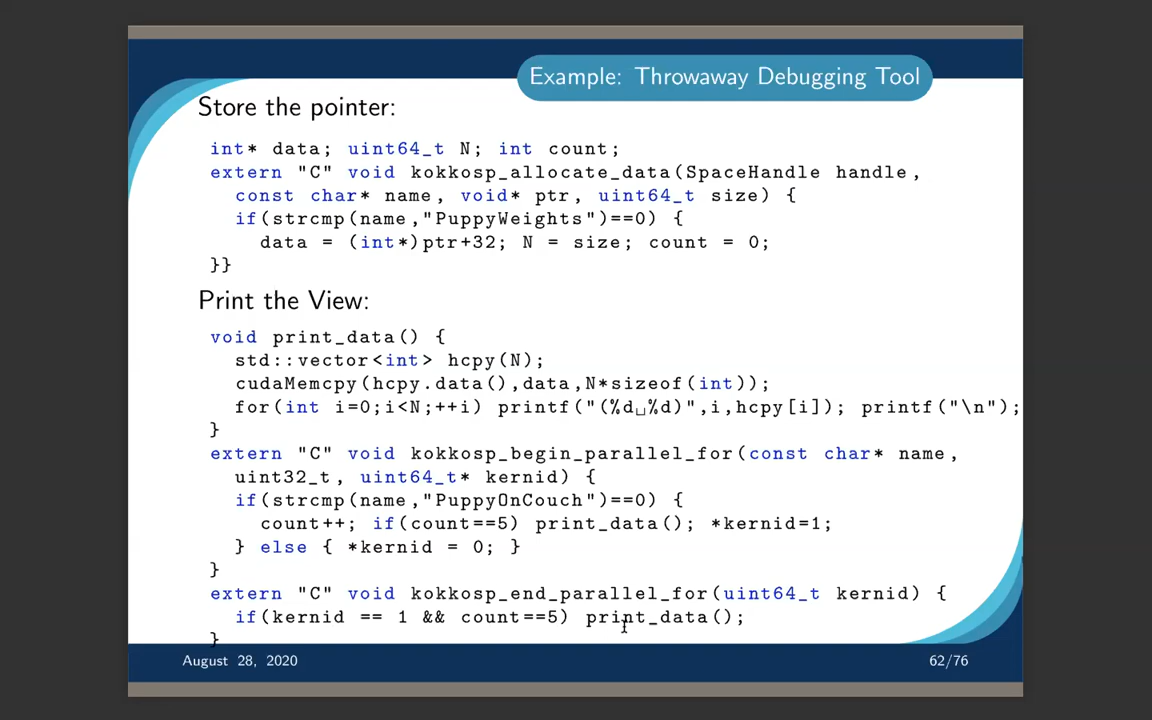 Example: Throwaway Debugging Tool
Store the pointer:
int* data; uint64_t N; int count;
extern "C" void kokkosp_allocate_data(SpaceHandle handle,
const char* name, void* ptr, uint64_t size) {
if(strcmp(name,"PuppyWeights")==0) {
data = (int*)ptr+32; N = size; count = 0;
}}
Print the View:
void print_data() {
std::vector<int> hcpy(N);
cudaMemcpy(hcpy.data(),data,N*sizeof(int));
for(int i=0;i<N;++i) printf("(%d␣%d)",i,hcpy[i]); printf("\n");
}
extern "C" void kokkosp_begin_parallel_for(const char* name,
uint32_t, uint64_t* kernid) {
if(strcmp(name,"PuppyOnCouch")==0) {
count++; if(count==5) print_data(); *kernid=1;
} else { *kernid = 0; }
}
extern "C" void kokkosp_end_parallel_for(uint64_t kernid) {
if(kernid == 1 && count==5) print_data();
}
August 28, 2020
62/76